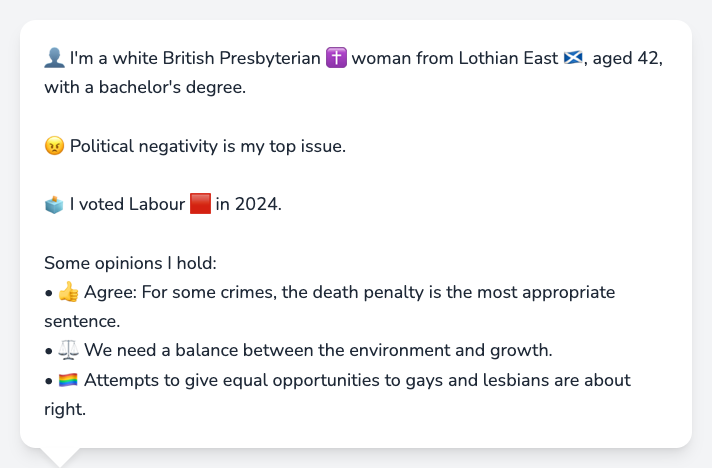 👤 I'm a white British Presbyterian ✝️ woman from Lothian East 🏴󠁧󠁢󠁳󠁣󠁴󠁿, aged 42,
with a bachelor's degree.
😠 Political negativity is my top issue.
🗳️ I voted Labour 🟥 in 2024.
Some opinions I hold:
• 👍 Agree: For some crimes, the death penalty is the most appropriate
sentence.
• ⚖️ We need a balance between the environment and growth.
• 🏳️‍🌈 Attempts to give equal opportunities to gays and lesbians are about
right.